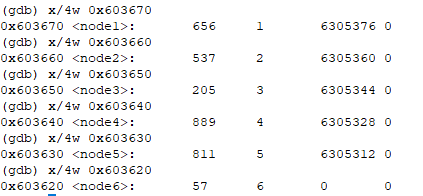 (gdb) x/4w 0x603670
0x603670 <node1>: 656 1 6305376 0
(gdb) x/4w 0x603660
0x603660 <node2>: 537 2 6305360 0
(gdb) x/4w 0x603650
0x603650 <node3>: 205 3 6305344 0
(gdb) x/4w 0x603640
0x603640 <node4>: 889 4 6305328 0
(gdb) x/4w 0x603630
0x603630 <node5>: 811 5 6305312 0
(gdb) x/4w 0x603620
0x603620 <node6>: 57 6 0 0